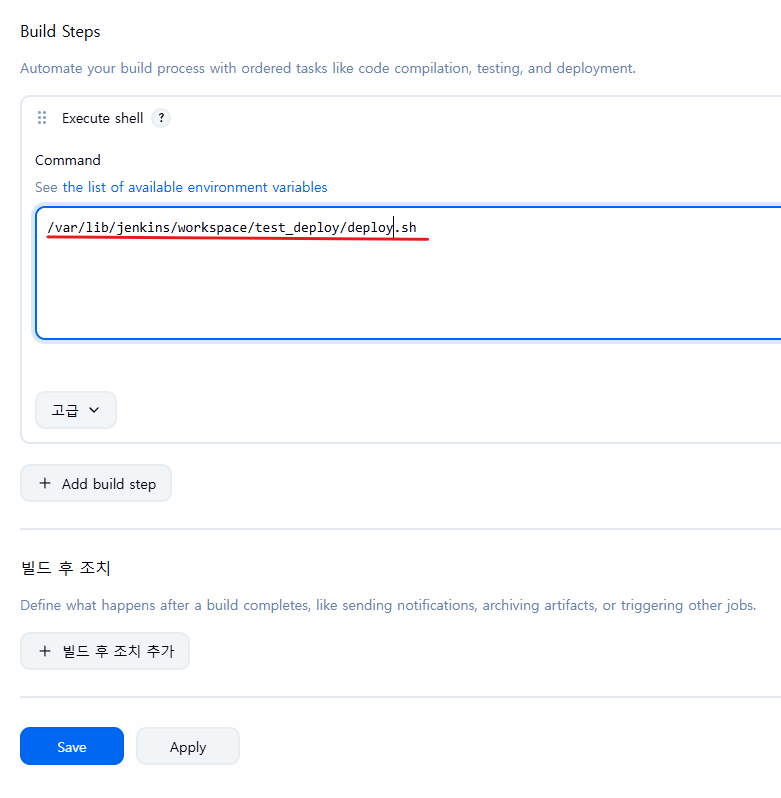 Build Steps
Automate your build process with ordered tasks like code compilation, testing, and deployment.
Execute shell ?
Command
See the list of available environment variables
/var/lib/jenkins/workspace/test_deploy/deploy.sh
고급
+ Add build step
빌드 후 조치
Define what happens after a build completes, like sending notifications, archiving artifacts, or triggering other jobs.
+ 빌드 후 조치 추가
Save Apply